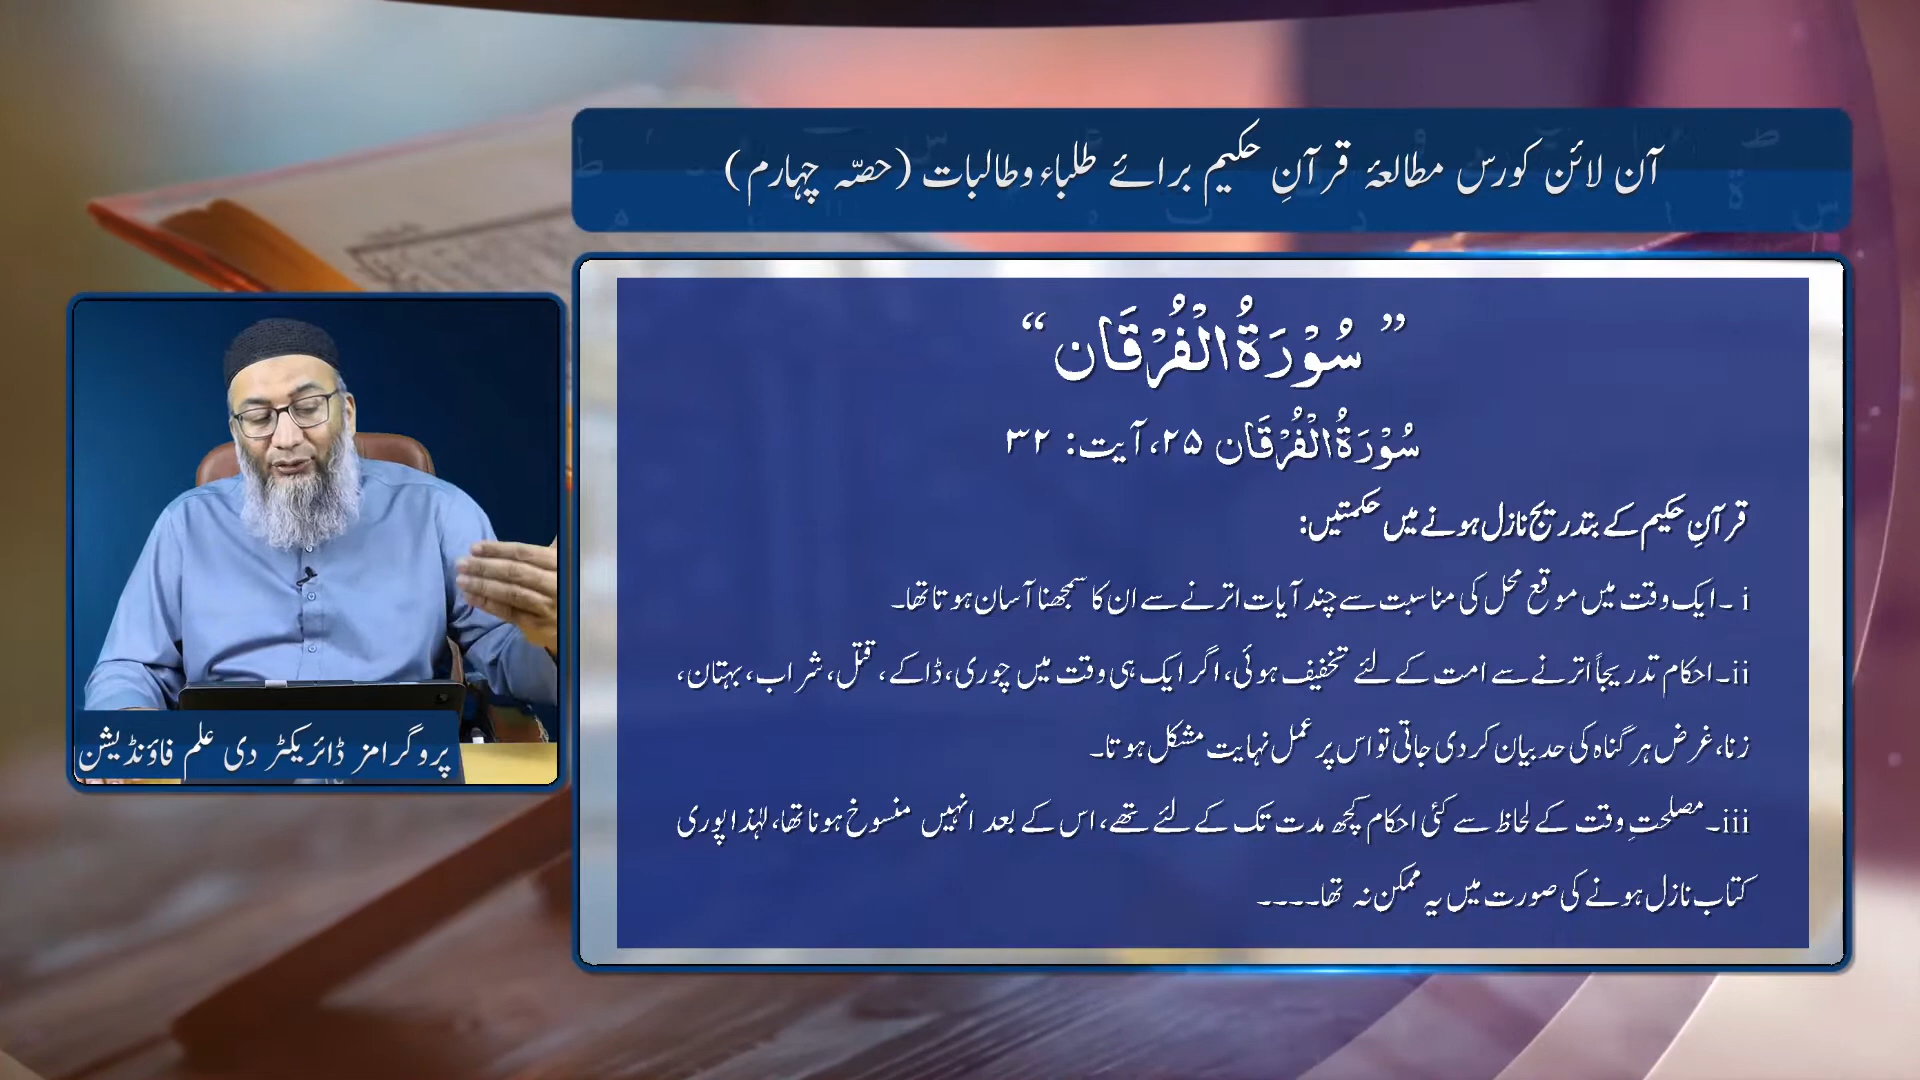 آن لائن کورس مطالعۂ قرآنِ حکیم برائے طلباء و طالبات (حصّہ چہارم)
” سُوْرَۃُ الْفُرْقَان “
سُوْرَۃُ الْفُرْقَان ۲۵، آیت: ۳۲
قرآنِ حکیم کے بتدریج نازل ہونے میں حکمتیں:
i ۔ ایک وقت میں موقع محل کی مناسبت سے چند آیات اترنے سے ان کا سمجھنا آسان ہوتا تھا۔
ii۔ احکام تدریجاً اترنے سے امت کے لئے تخفیف ہوئی، اگر ایک ہی وقت میں چوری، ڈاکے، قتل، شراب، بہتان،
زنا، غرض ہر گناہ کی حد بیان کر دی جاتی تو اس پر عمل نہایت مشکل ہوتا۔
iii۔ مصلحتِ وقت کے لحاظ سے کئی احکام کچھ مدت تک کے لئے تھے، اس کے بعد انہیں منسوخ ہونا تھا، لہٰذا پوری
کتاب نازل ہونے کی صورت میں یہ ممکن نہ تھا۔۔۔۔
پروگرامز ڈائریکٹر دی علم فاؤنڈیشن